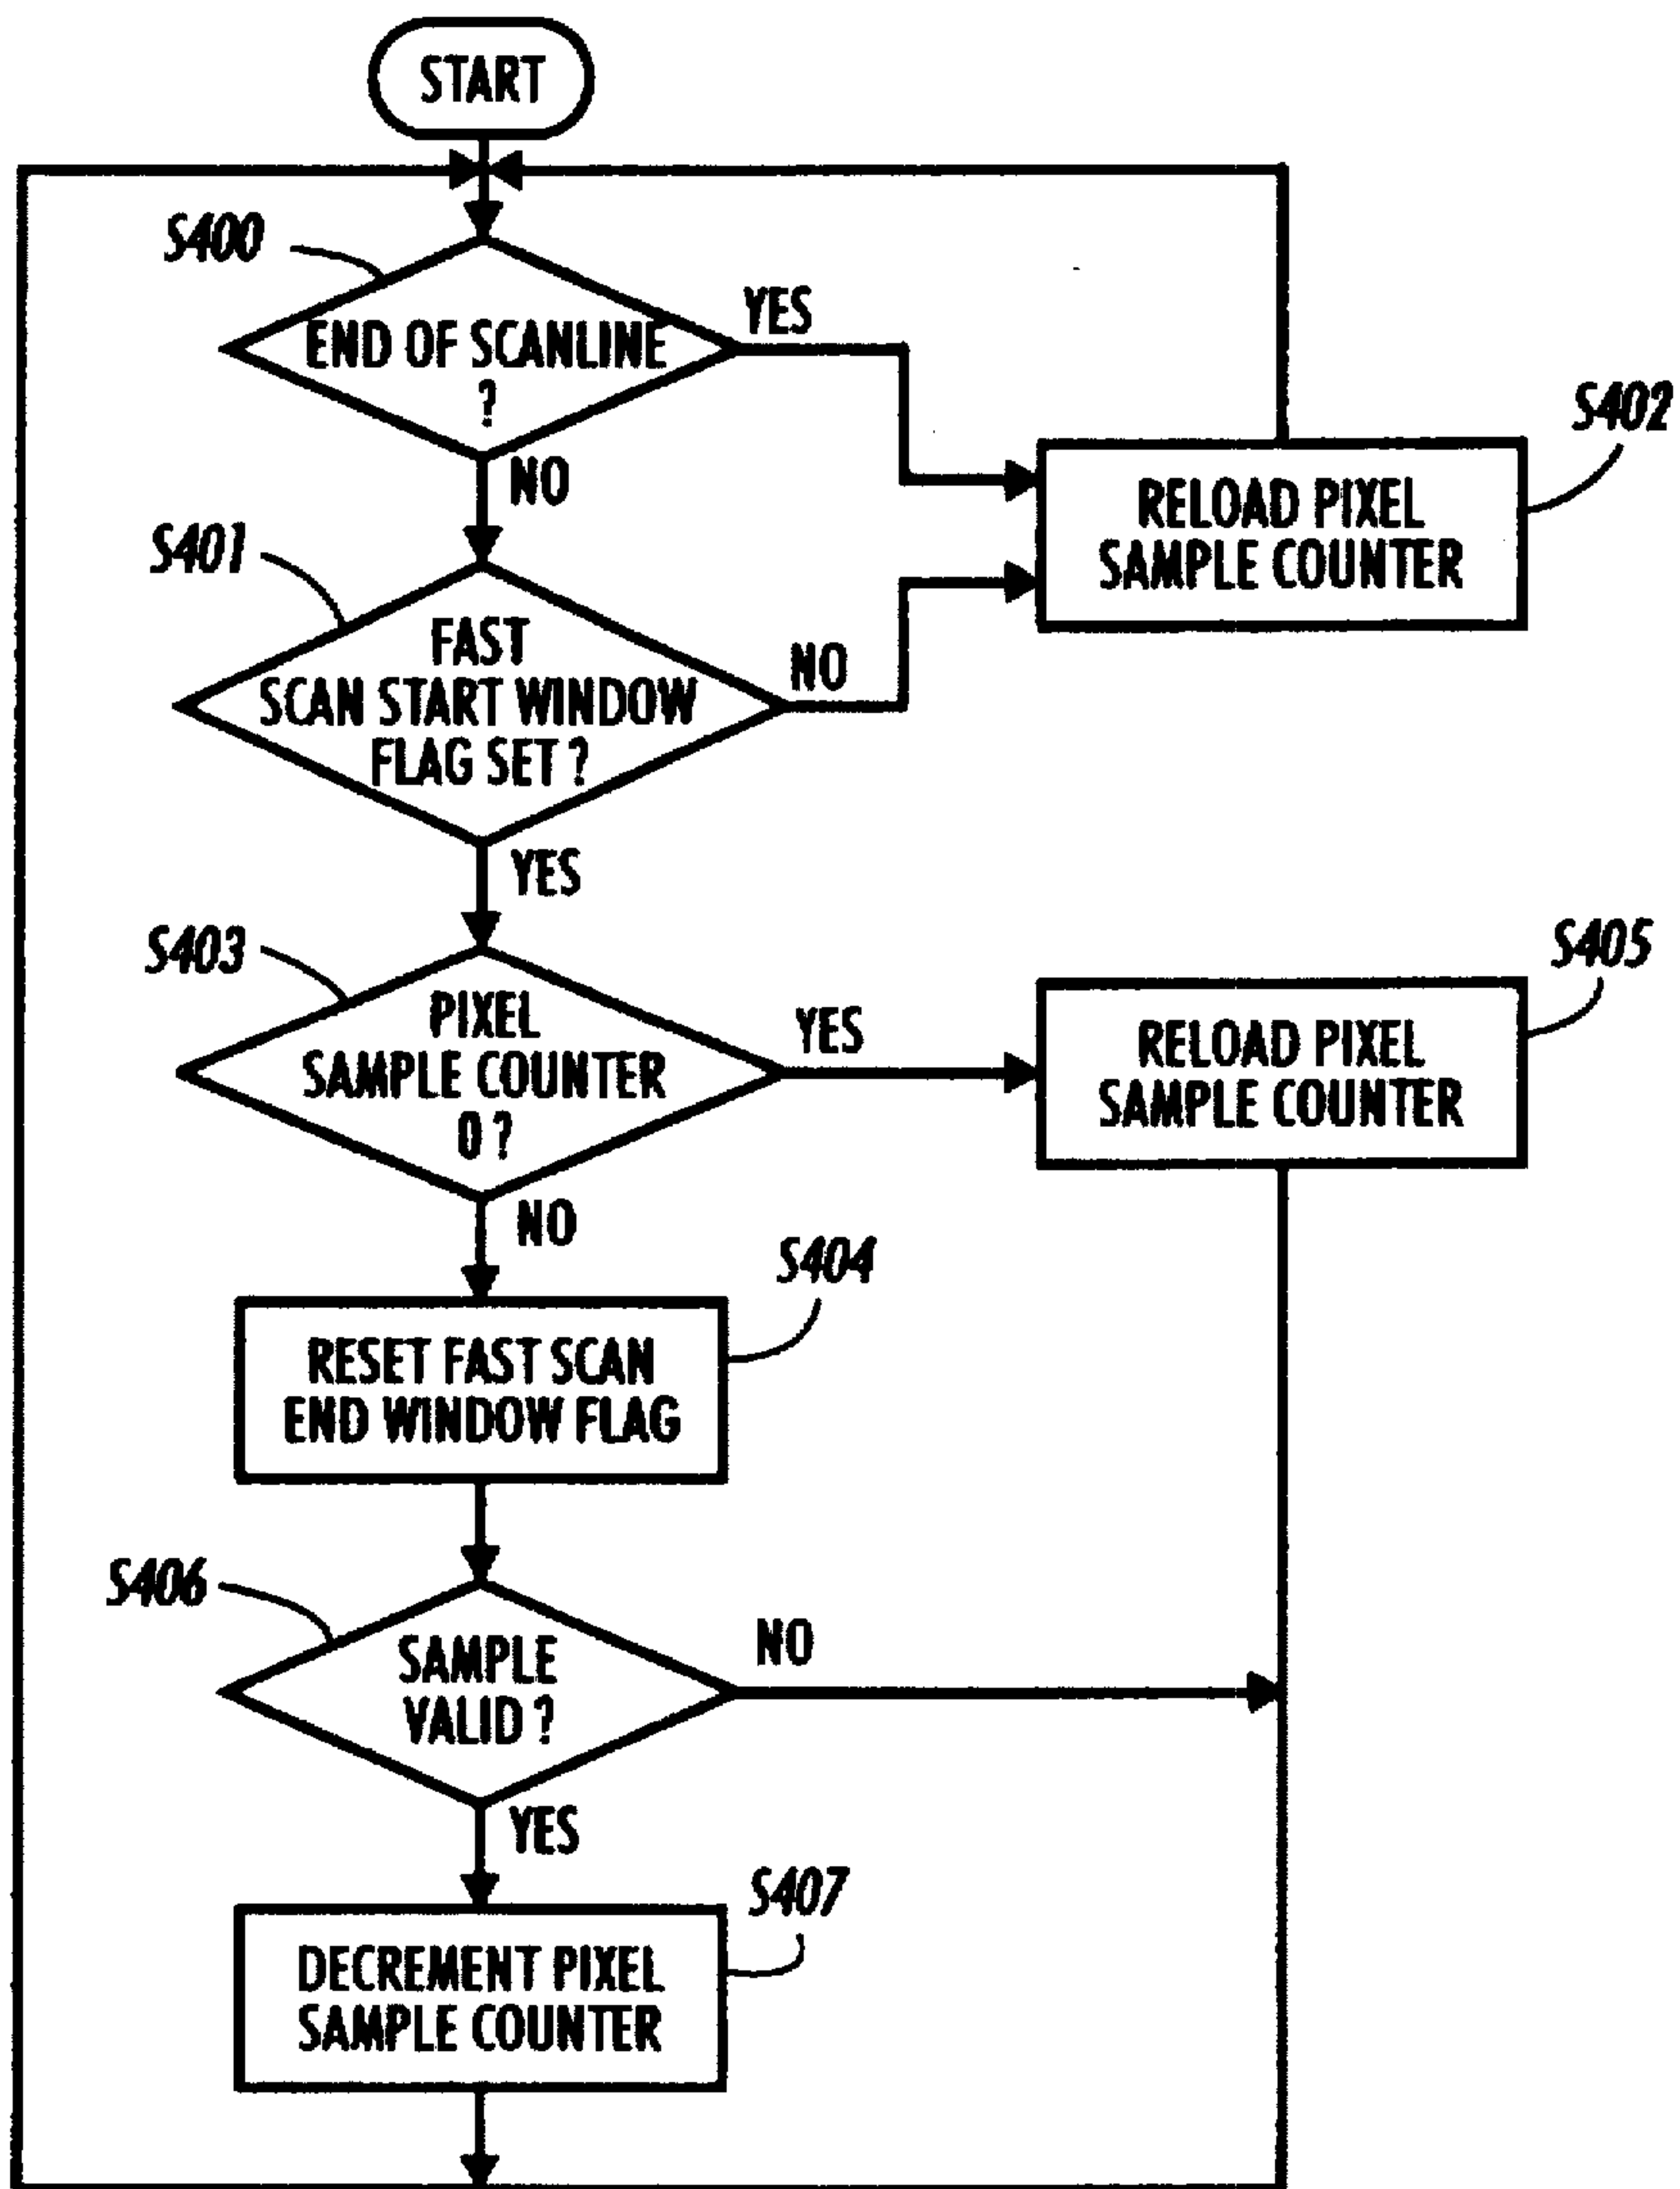 START
S400
END OF SCANLINE
?
YES
NO
S402
RELOAD PIXEL
SAMPLE COUNTER
S401
FAST
SCAN START WINDOW
FLAG SET ?
NO
YES
S403
PIXEL
SAMPLE COUNTER
0 ?
YES
NO
S405
RELOAD PIXEL
SAMPLE COUNTER
S404
RESET FAST SCAN
END WINDOW FLAG
S406
SAMPLE
VALID ?
NO
YES
S407
DECREMENT PIXEL
SAMPLE COUNTER